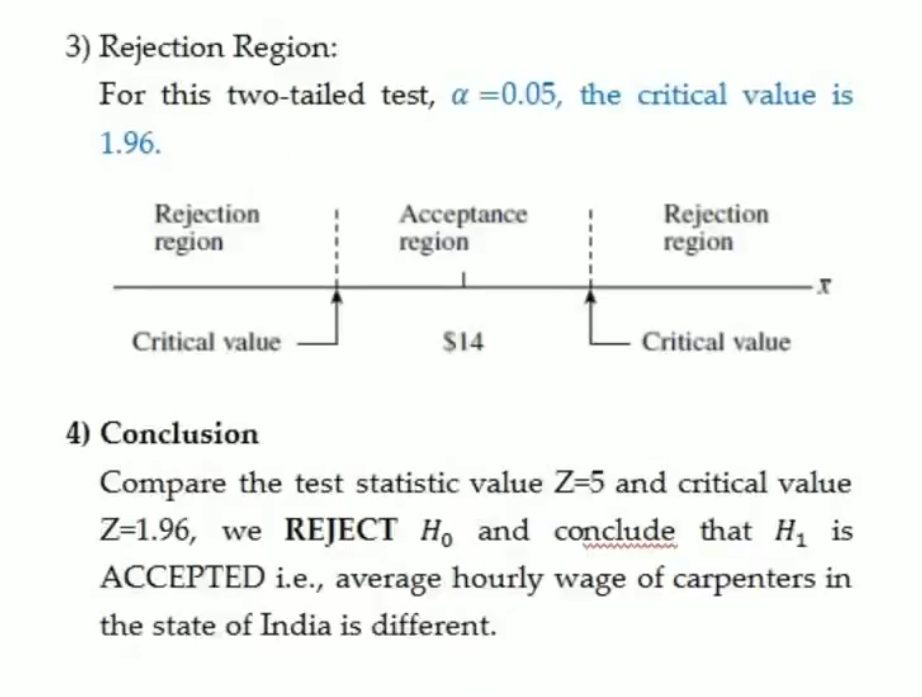 3) Rejection Region:
For this two-tailed test, α =0.05, the critical value is
1.96.
Rejection Acceptance Rejection
region region region
x̄
Critical value $14 Critical value
4) Conclusion
Compare the test statistic value Z=5 and critical value
Z=1.96, we REJECT H₀ and conclude that H₁ is
ACCEPTED i.e., average hourly wage of carpenters in
the state of India is different.